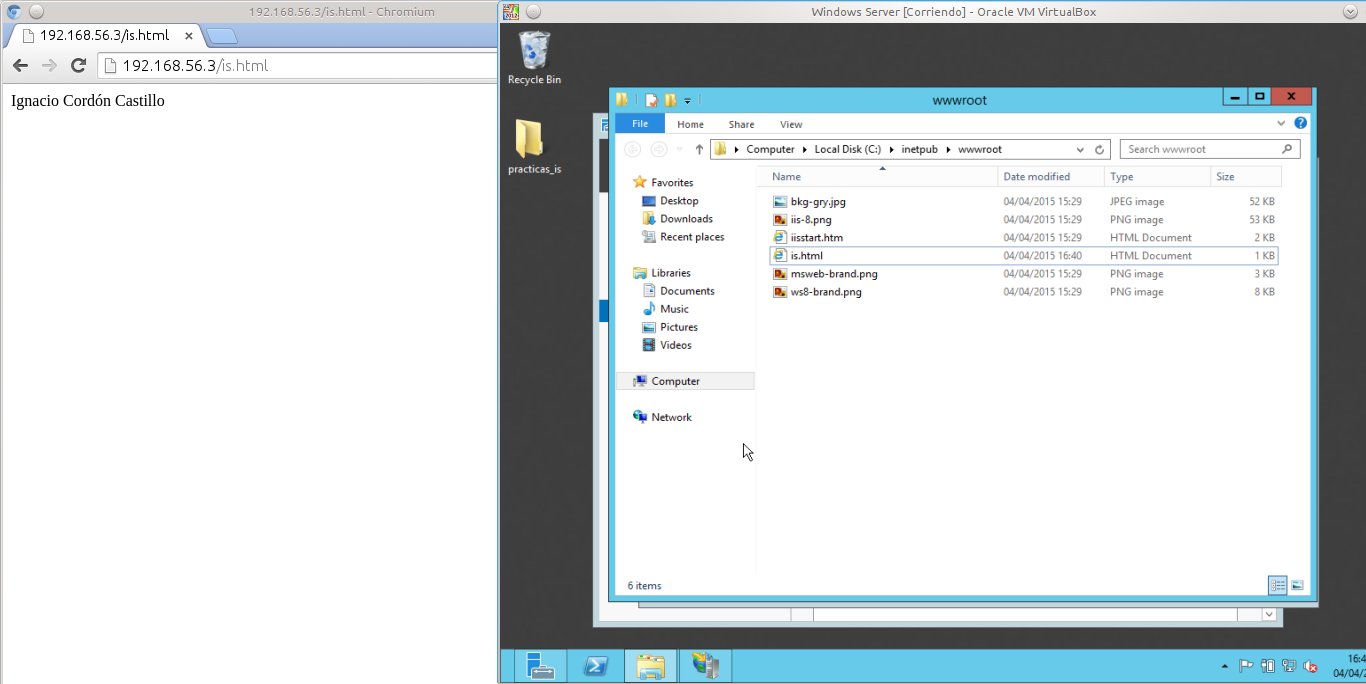 192.168.56.3/is.html - Chromium
192.168.56.3/is.html
192.168.56.3/is.html
Ignacio Cordón Castillo
Windows Server [Corriendo] - Oracle VM VirtualBox
Recycle Bin
practicas_is
wwwroot
File Home Share View
Computer Local Disk (C:) inetpub wwwroot
Search wwwroot
Favorites
Desktop
Downloads
Recent places
Libraries
Documents
Music
Pictures
Videos
Computer
Network
Name Date modified Type Size
bkg-gry.jpg 04/04/2015 15:29 JPEG image 52 KB
iis-8.png 04/04/2015 15:29 PNG image 53 KB
iisstart.htm 04/04/2015 15:29 HTML Document 2 KB
is.html 04/04/2015 16:40 HTML Document 1 KB
msweb-brand.png 04/04/2015 15:29 PNG image 3 KB
ws8-brand.png 04/04/2015 15:29 PNG image 8 KB
6 items